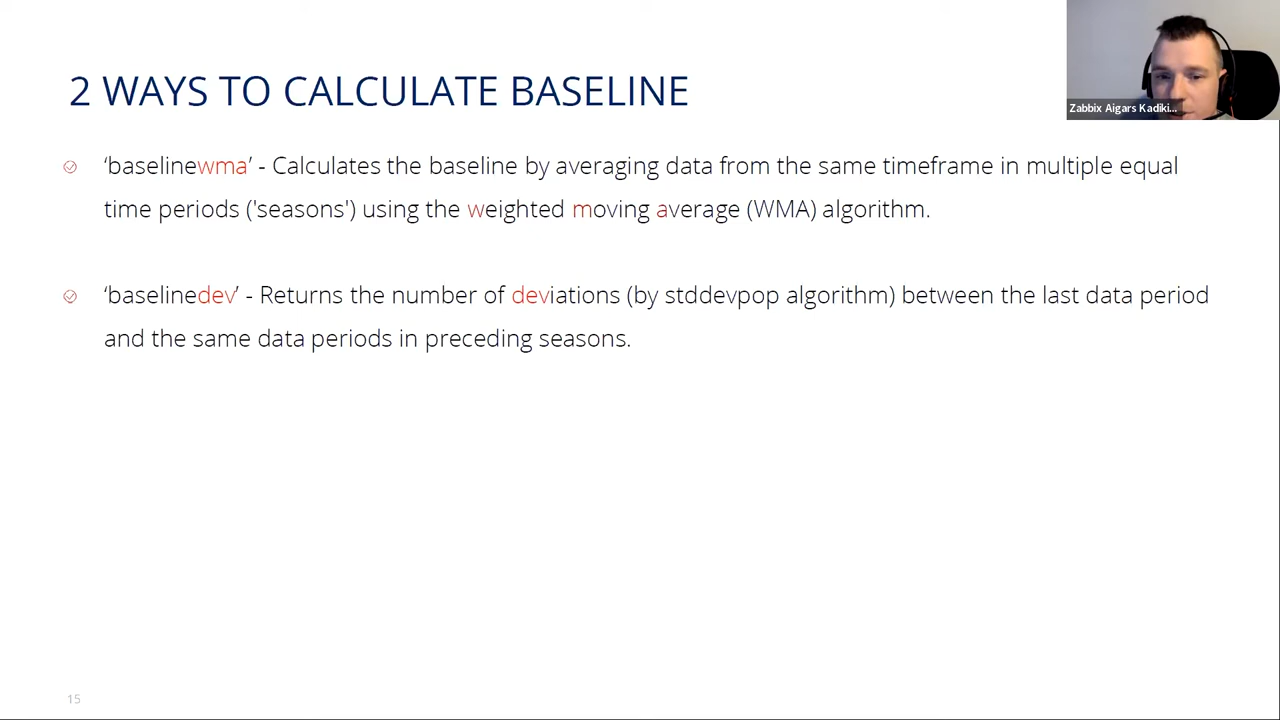 2 WAYS TO CALCULATE BASELINE
Zabbix Aigars Kadiki...
‘baselinewma’ - Calculates the baseline by averaging data from the same timeframe in multiple equal
time periods ('seasons') using the weighted moving average (WMA) algorithm.
‘baselinedev’ - Returns the number of deviations (by stddevpop algorithm) between the last data period
and the same data periods in preceding seasons.
15